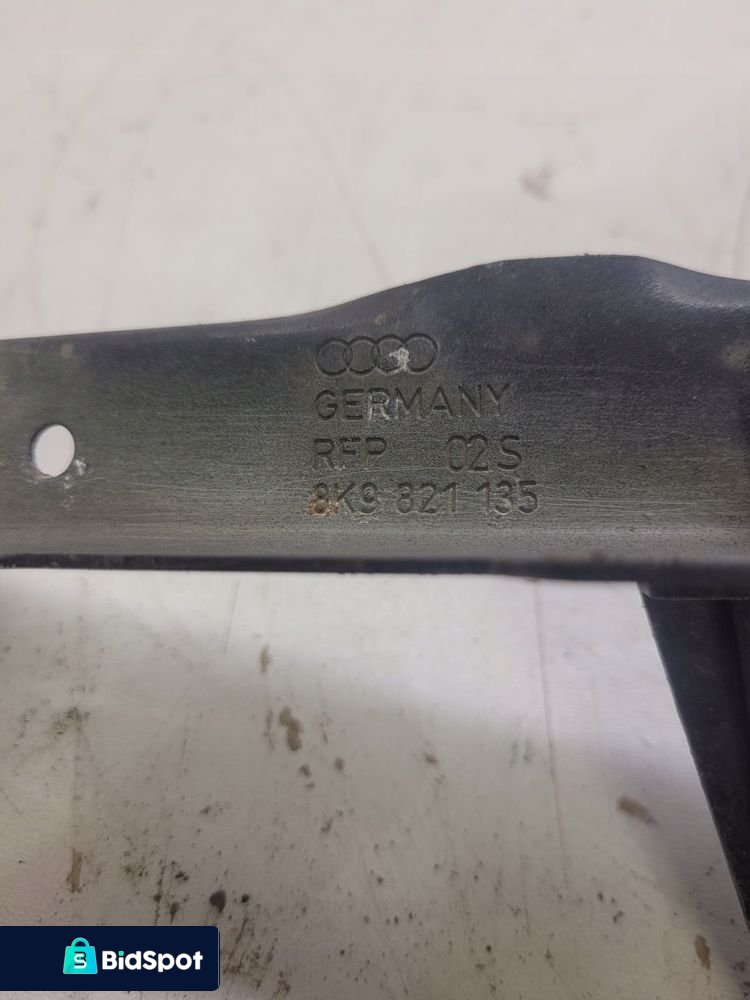 GERMANY
RFP 02S
8K9 821 135
BidSpot